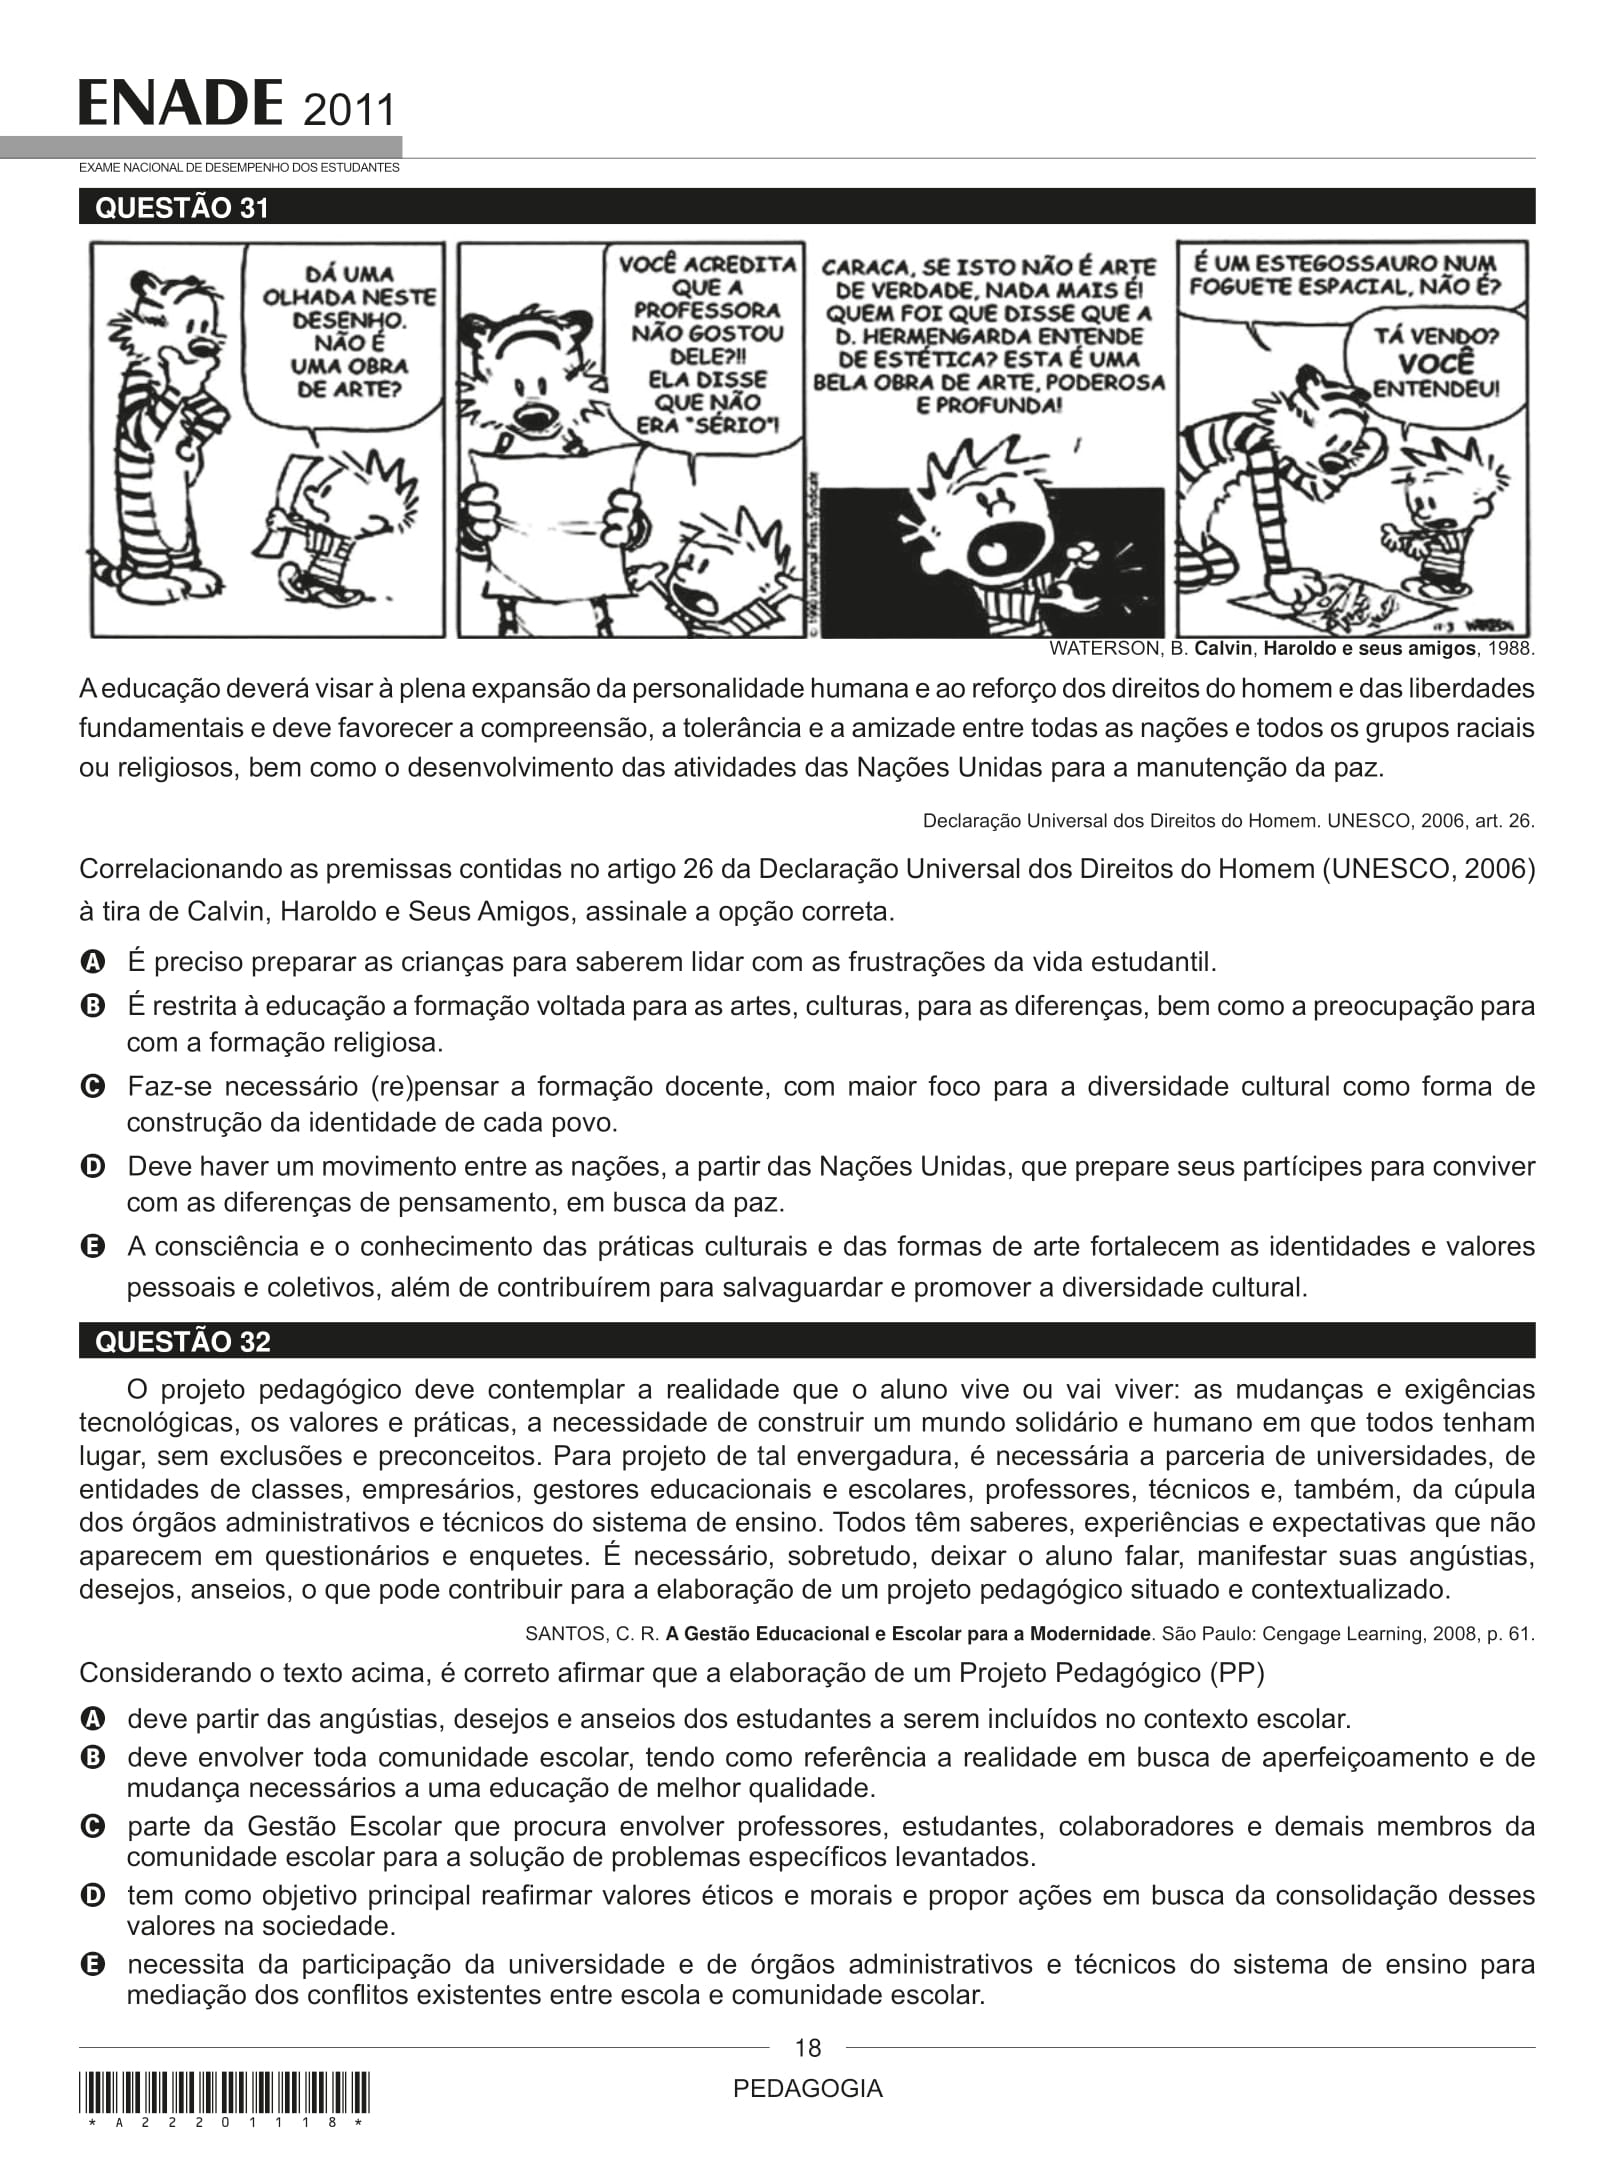 ENADE 2011
EXAME NACIONAL DE DESEMPENHO DOS ESTUDANTES
QUESTÃO 31
DÁ UMA
OLHADA NESTE
DESENHO.
NÃO É
UMA OBRA
DE ARTE?
VOCÊ ACREDITA
QUE A
PROFESSORA
NÃO GOSTOU
DELE?!!
ELA DISSE
QUE NÃO
ERA "SÉRIO"!
CARACA, SE ISTO NÃO É ARTE
DE VERDADE, NADA MAIS É!
QUEM FOI QUE DISSE QUE A
D. HERMENGARDA ENTENDE
DE ESTÉTICA? ESTA É UMA
BELA OBRA DE ARTE, PODEROSA
E PROFUNDA!
É UM ESTEGOSSAURO NUM
FOGUETE ESPACIAL, NÃO É?
TÁ VENDO?
VOCÊ
ENTENDEU!
Universal Press Syndicate
WATERSON, B. Calvin, Haroldo e seus amigos, 1988.
A educação deverá visar à plena expansão da personalidade humana e ao reforço dos direitos do homem e das liberdades
fundamentais e deve favorecer a compreensão, a tolerância e a amizade entre todas as nações e todos os grupos raciais
ou religiosos, bem como o desenvolvimento das atividades das Nações Unidas para a manutenção da paz.
Declaração Universal dos Direitos do Homem. UNESCO, 2006, art. 26.
Correlacionando as premissas contidas no artigo 26 da Declaração Universal dos Direitos do Homem (UNESCO, 2006)
à tira de Calvin, Haroldo e Seus Amigos, assinale a opção correta.
A É preciso preparar as crianças para saberem lidar com as frustrações da vida estudantil.
B É restrita à educação a formação voltada para as artes, culturas, para as diferenças, bem como a preocupação para
com a formação religiosa.
C Faz-se necessário (re)pensar a formação docente, com maior foco para a diversidade cultural como forma de
construção da identidade de cada povo.
D Deve haver um movimento entre as nações, a partir das Nações Unidas, que prepare seus partícipes para conviver
com as diferenças de pensamento, em busca da paz.
E A consciência e o conhecimento das práticas culturais e das formas de arte fortalecem as identidades e valores
pessoais e coletivos, além de contribuírem para salvaguardar e promover a diversidade cultural.
QUESTÃO 32
O projeto pedagógico deve contemplar a realidade que o aluno vive ou vai viver: as mudanças e exigências
tecnológicas, os valores e práticas, a necessidade de construir um mundo solidário e humano em que todos tenham
lugar, sem exclusões e preconceitos. Para projeto de tal envergadura, é necessária a parceria de universidades, de
entidades de classes, empresários, gestores educacionais e escolares, professores, técnicos e, também, da cúpula
dos órgãos administrativos e técnicos do sistema de ensino. Todos têm saberes, experiências e expectativas que não
aparecem em questionários e enquetes. É necessário, sobretudo, deixar o aluno falar, manifestar suas angústias,
desejos, anseios, o que pode contribuir para a elaboração de um projeto pedagógico situado e contextualizado.
SANTOS, C. R. A Gestão Educacional e Escolar para a Modernidade. São Paulo: Cengage Learning, 2008, p. 61.
Considerando o texto acima, é correto afirmar que a elaboração de um Projeto Pedagógico (PP)
A deve partir das angústias, desejos e anseios dos estudantes a serem incluídos no contexto escolar.
B deve envolver toda comunidade escolar, tendo como referência a realidade em busca de aperfeiçoamento e de
mudança necessários a uma educação de melhor qualidade.
C parte da Gestão Escolar que procura envolver professores, estudantes, colaboradores e demais membros da
comunidade escolar para a solução de problemas específicos levantados.
D tem como objetivo principal reafirmar valores éticos e morais e propor ações em busca da consolidação desses
valores na sociedade.
E necessita da participação da universidade e de órgãos administrativos e técnicos do sistema de ensino para
mediação dos conflitos existentes entre escola e comunidade escolar.
18
PEDAGOGIA
* A 2 2 2 0 1 1 1 8 *